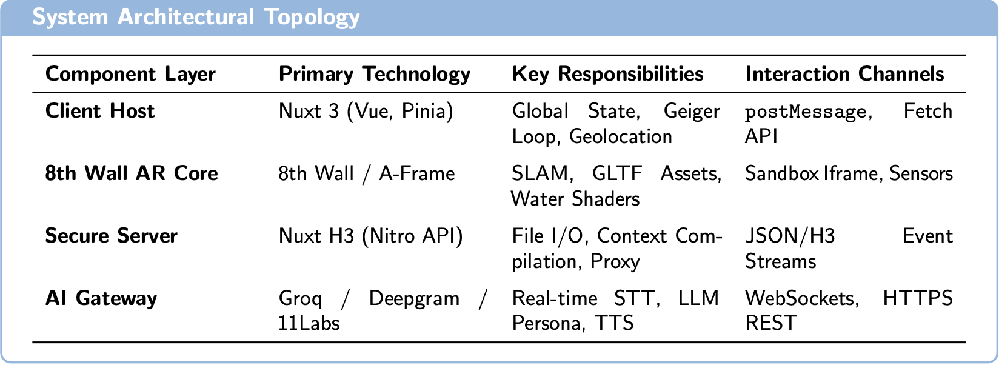 System Architectural Topology
Component Layer Primary Technology Key Responsibilities Interaction Channels
Client Host Nuxt 3 (Vue, Pinia) Global State, Geiger postMessage, Fetch
Loop, Geolocation API
8th Wall AR Core 8th Wall / A-Frame SLAM, GLTF Assets, Sandbox Iframe, Sensors
Water Shaders
Secure Server Nuxt H3 (Nitro API) File I/O, Context Com- JSON/H3 Event
pilation, Proxy Streams
AI Gateway Groq / Deepgram / Real-time STT, LLM WebSockets, HTTPS
11Labs Persona, TTS REST